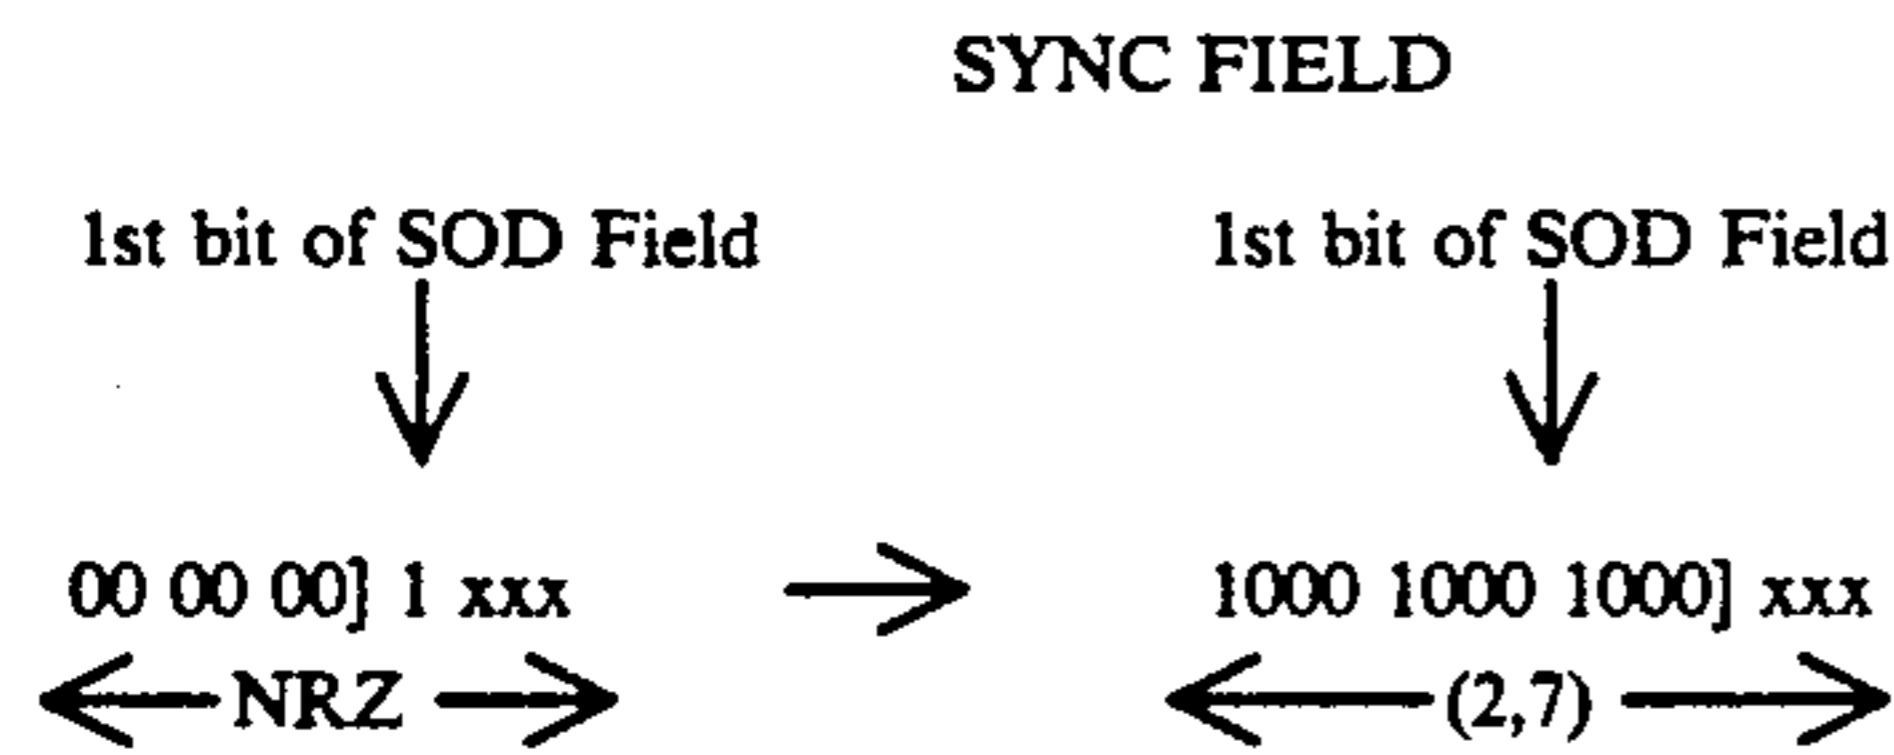 SYNC FIELD
1st bit of SOD Field 1st bit of SOD Field
00 00 00] 1 xxx 1000 1000 1000] xxx
NRZ (2,7)